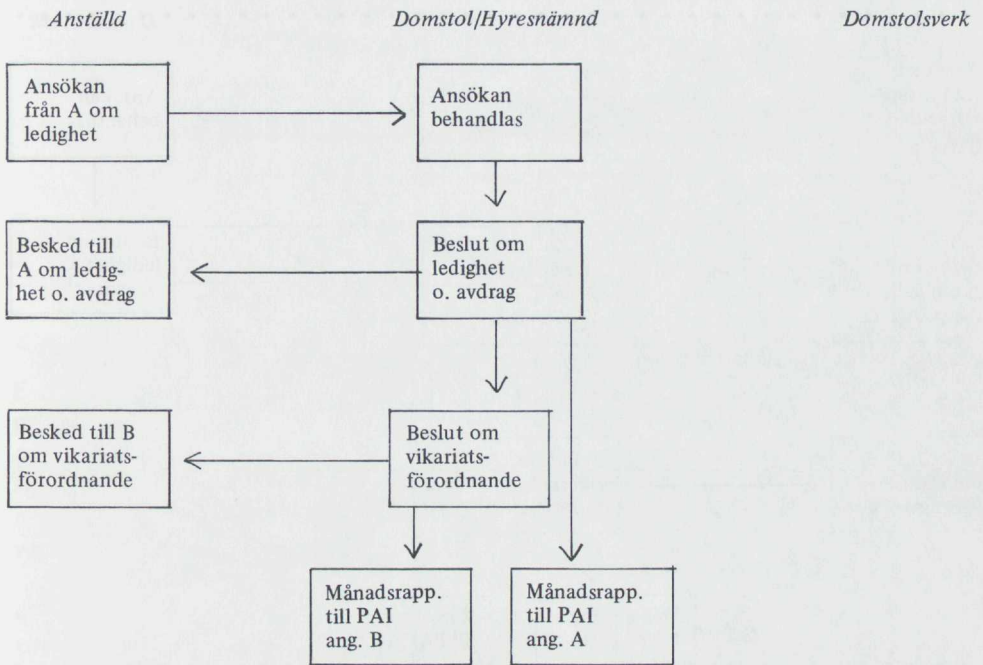 Anställd
Domstol/Hyresnämnd
Domstolsverk
Ansökan
från A om
ledighet
Ansökan
behandlas
Besked till
A om ledig-
het o. avdrag
Beslut om
ledighet
o. avdrag
Besked till B
om vikariats-
förordnande
Beslut om
vikariats-
förordnande
Månadsrapp.
till PAI
ang. B
Månadsrapp.
till PAI
ang. A